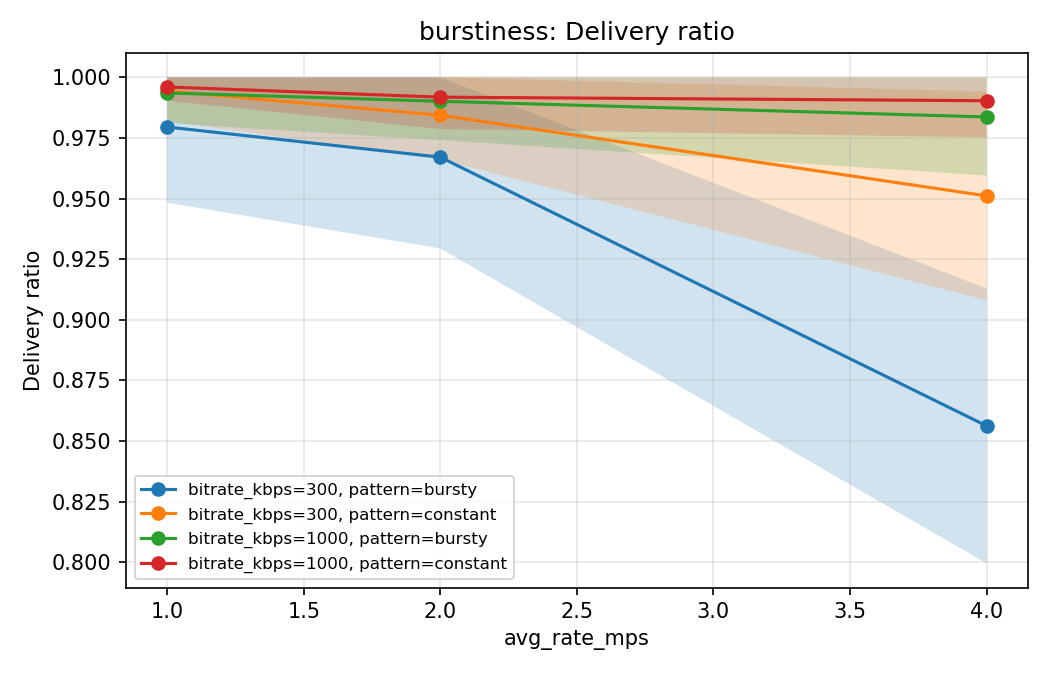 burstiness: Delivery ratio
Delivery ratio
1.000
0.975
0.950
0.925
0.900
0.875
0.850
0.825
0.800
bitrate_kbps=300, pattern=bursty
bitrate_kbps=300, pattern=constant
bitrate_kbps=1000, pattern=bursty
bitrate_kbps=1000, pattern=constant
1.0 1.5 2.0 2.5 3.0 3.5 4.0
avg_rate_mps